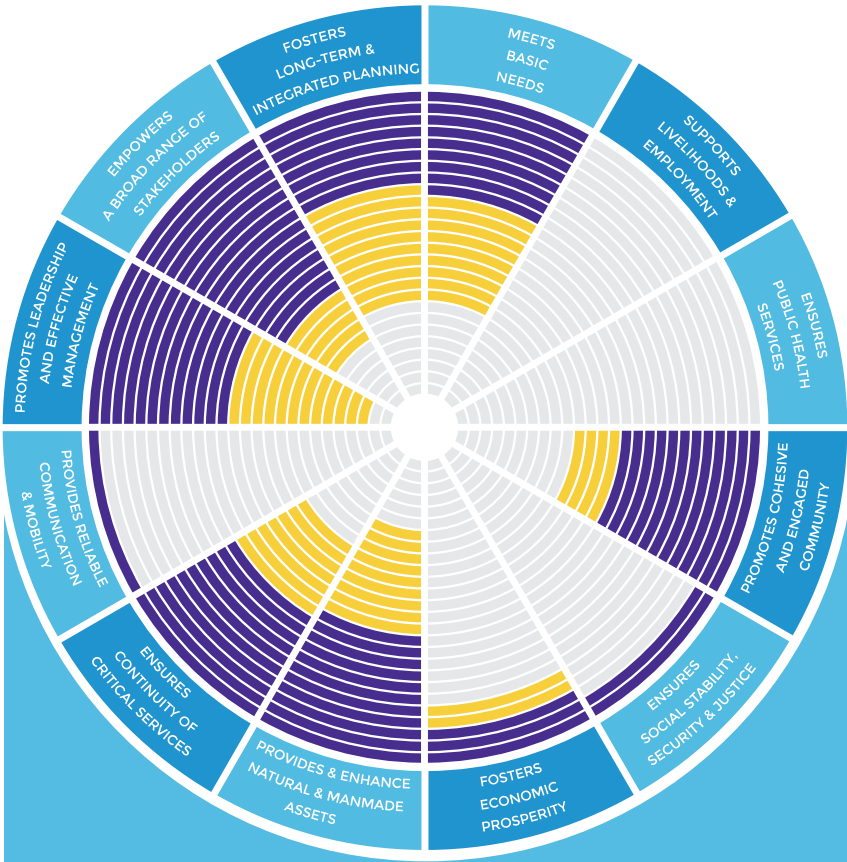 MEETS
BASIC
NEEDS
SUPPORTS
LIVELIHOODS &
EMPLOYMENT
ENSURES
PUBLIC HEALTH
SERVICES
PROMOTES COHESIVE
AND ENGAGED
COMMUNITY
ENSURES
SOCIAL STABILITY,
SECURITY & JUSTICE
FOSTERS
ECONOMIC
PROSPERITY
PROVIDES & ENHANCE
NATURAL & MANMADE
ASSETS
ENSURES
CONTINUITY OF
CRITICAL SERVICES
PROVIDES RELIABLE
COMMUNICATION
& MOBILITY
PROMOTES LEADERSHIP
AND EFFECTIVE
MANAGEMENT
EMPOWERS
A BROAD RANGE OF
STAKEHOLDERS
FOSTERS
LONG-TERM &
INTEGRATED PLANNING